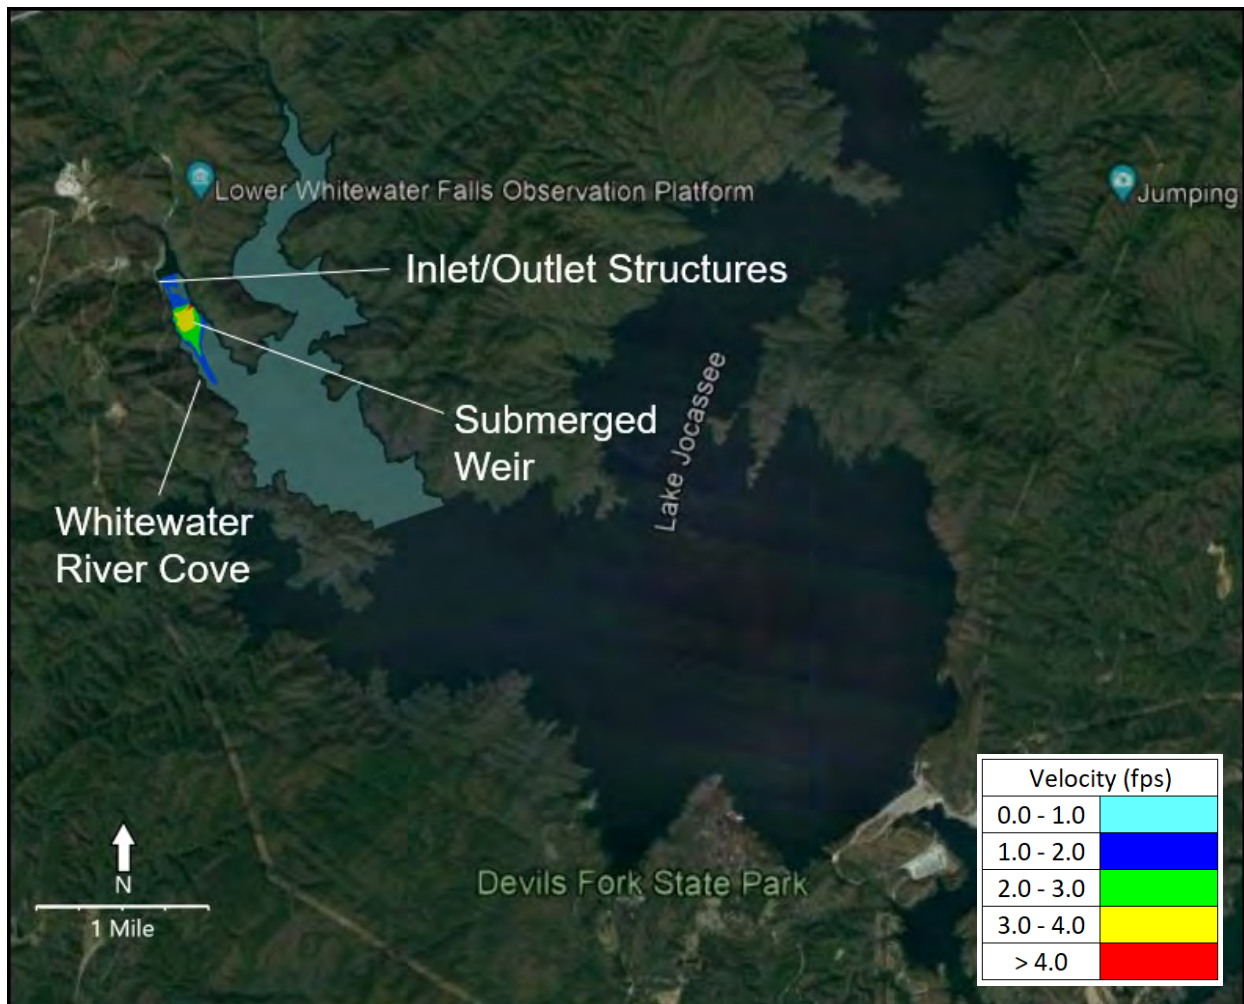 Lower Whitewater Falls Observation Platform
Jumping
Inlet/Outlet Structures
Submerged
Weir
Lake Jocassee
Whitewater
River Cove
Devils Fork State Park
N
1 Mile
Velocity (fps)
0.0 - 1.0
1.0 - 2.0
2.0 - 3.0
3.0 - 4.0
> 4.0